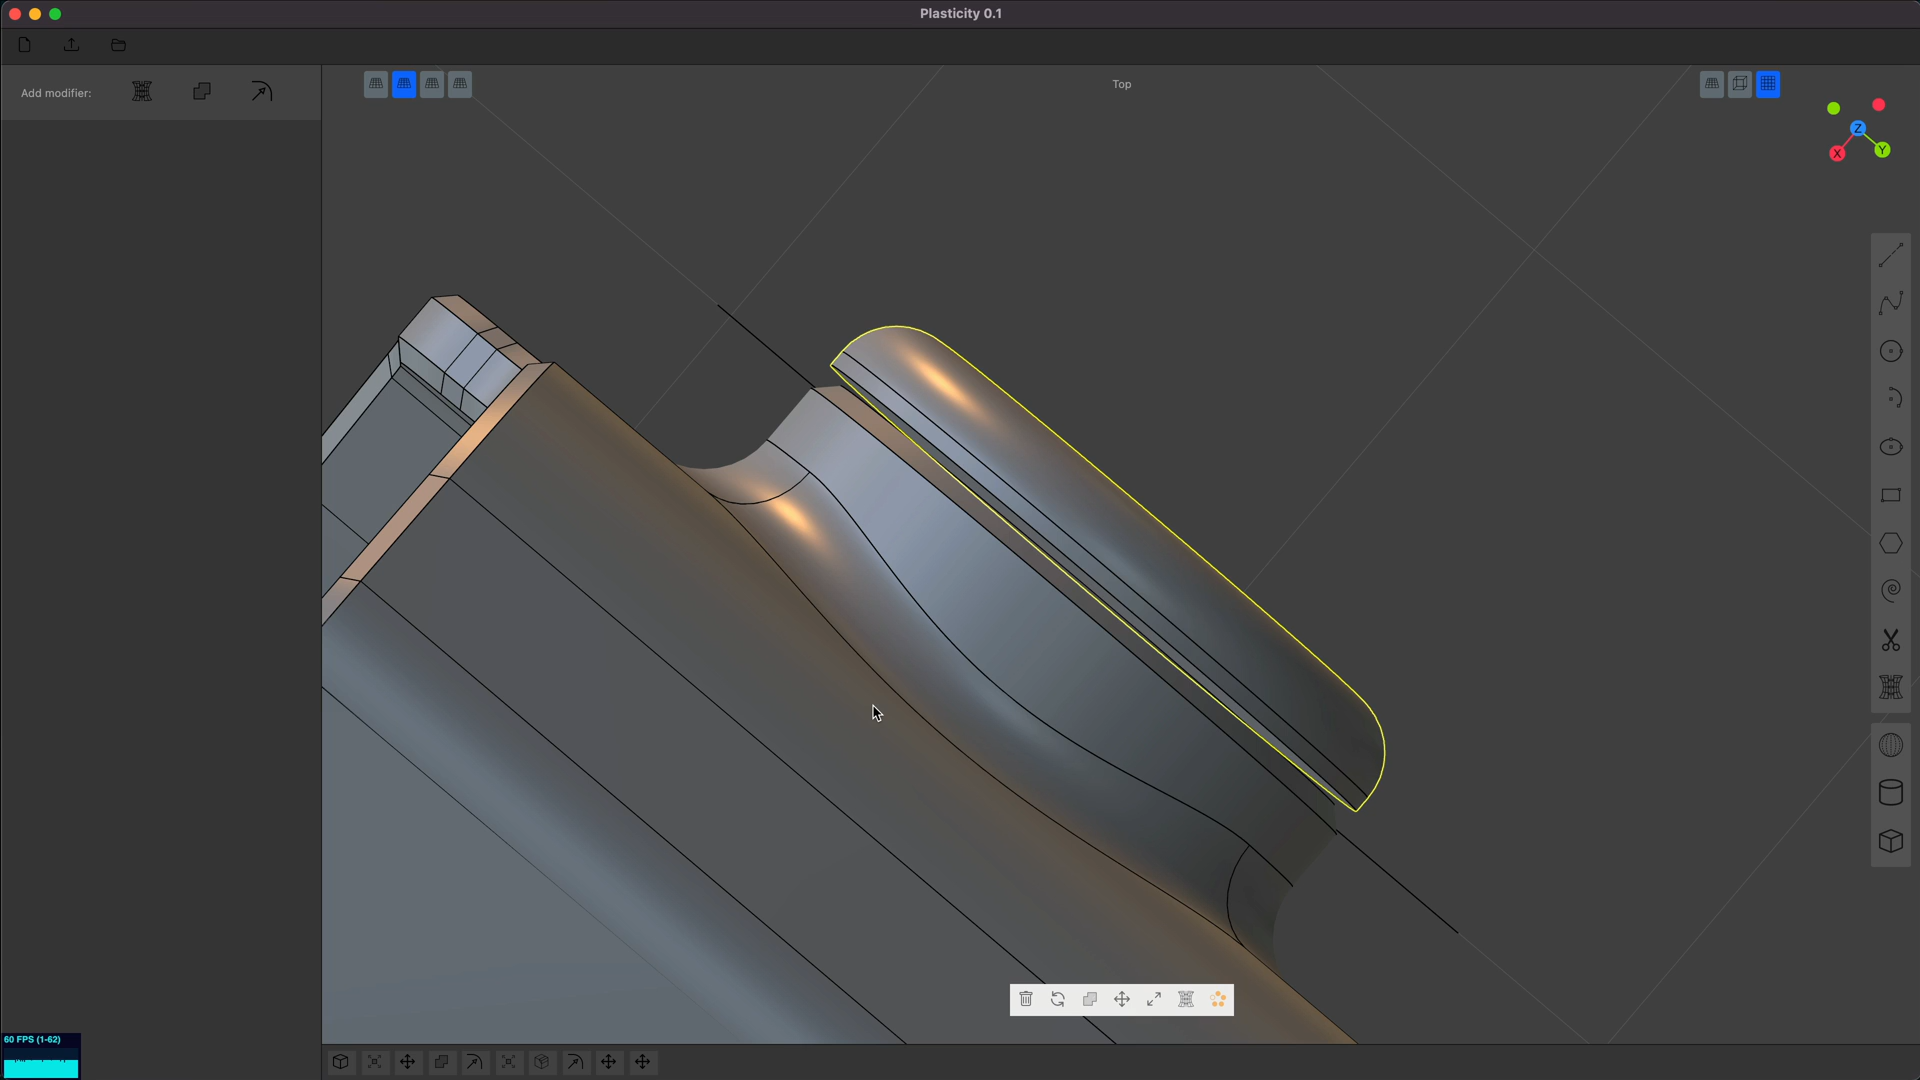 Plasticity 0.1
Add modifier:
Top
Z
X
Y
60 FPS (1-62)